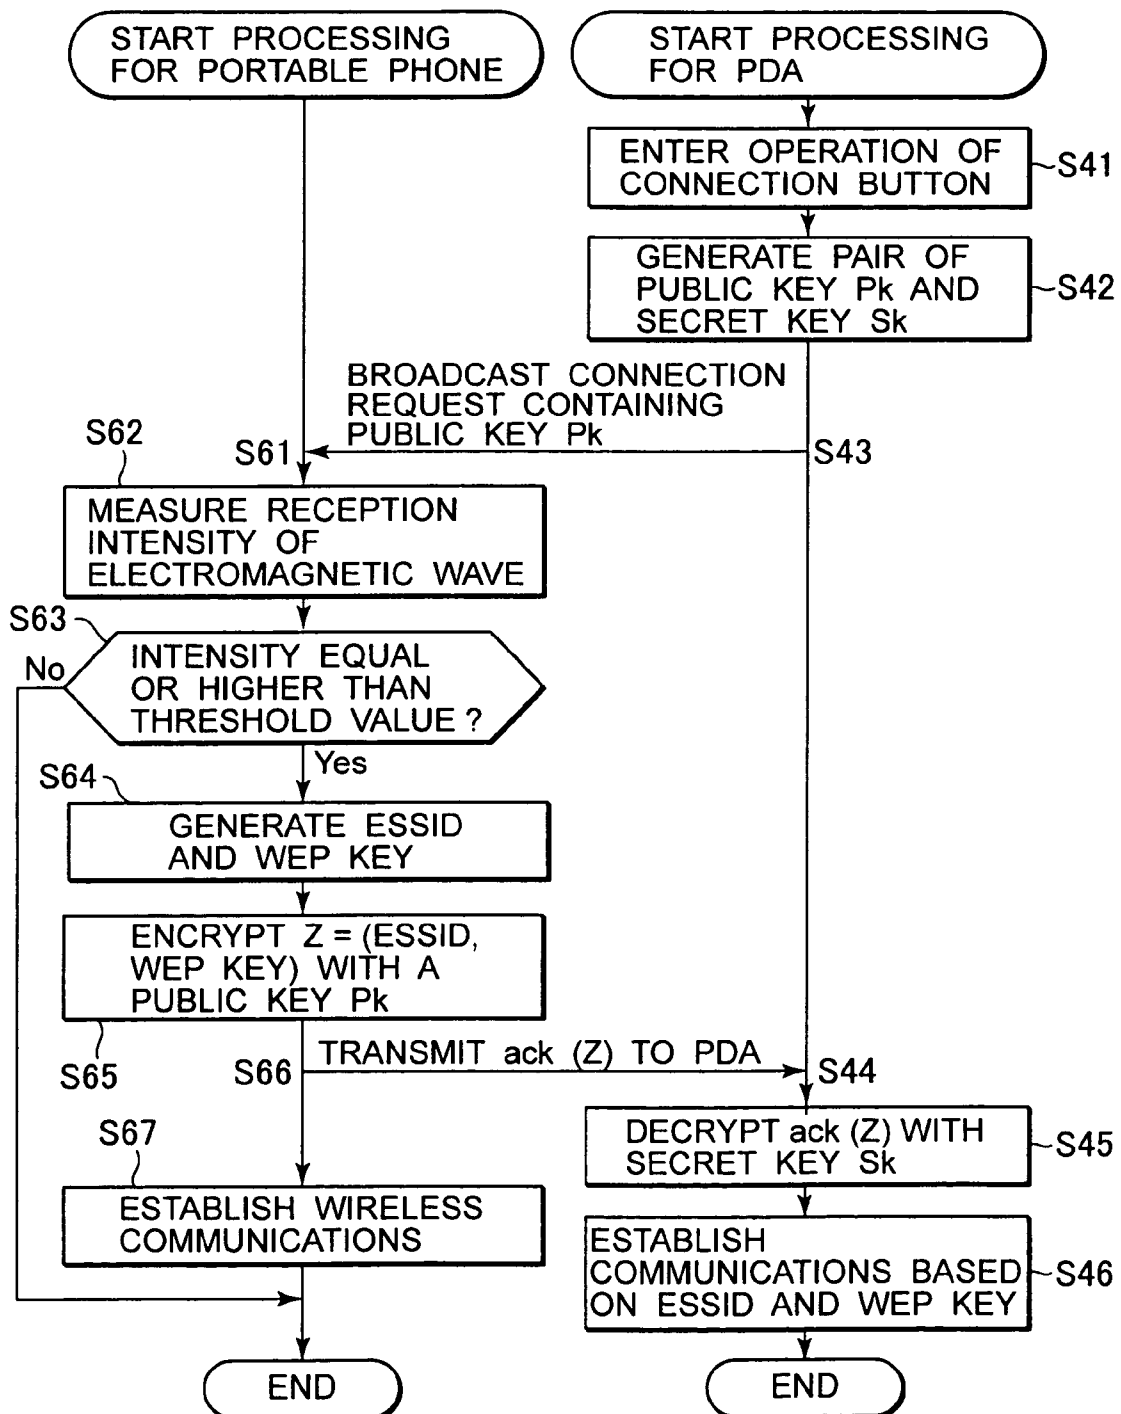 START PROCESSING
FOR PORTABLE PHONE
START PROCESSING
FOR PDA
ENTER OPERATION OF
CONNECTION BUTTON
S41
GENERATE PAIR OF
PUBLIC KEY Pk AND
SECRET KEY Sk
S42
BROADCAST CONNECTION
REQUEST CONTAINING
PUBLIC KEY Pk
S43
S61
S62
MEASURE RECEPTION
INTENSITY OF
ELECTROMAGNETIC WAVE
S63
No
INTENSITY EQUAL
OR HIGHER THAN
THRESHOLD VALUE ?
Yes
S64
GENERATE ESSID
AND WEP KEY
ENCRYPT Z = (ESSID,
WEP KEY) WITH A
PUBLIC KEY Pk
S65
S66
TRANSMIT ack (Z) TO PDA
S44
DECRYPT ack (Z) WITH
SECRET KEY Sk
S45
S67
ESTABLISH WIRELESS
COMMUNICATIONS
ESTABLISH
COMMUNICATIONS BASED
ON ESSID AND WEP KEY
S46
END
END